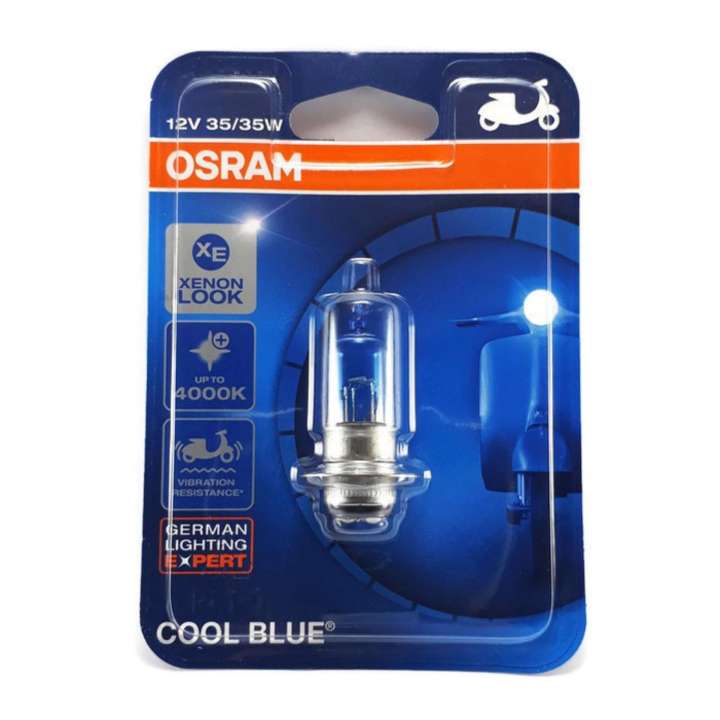 12V 35/35W
OSRAM
XE
XENON
LOOK
UP TO
4000K
VIBRATION
RESISTANCE*
GERMAN
LIGHTING
EXPERT
COOL BLUE®